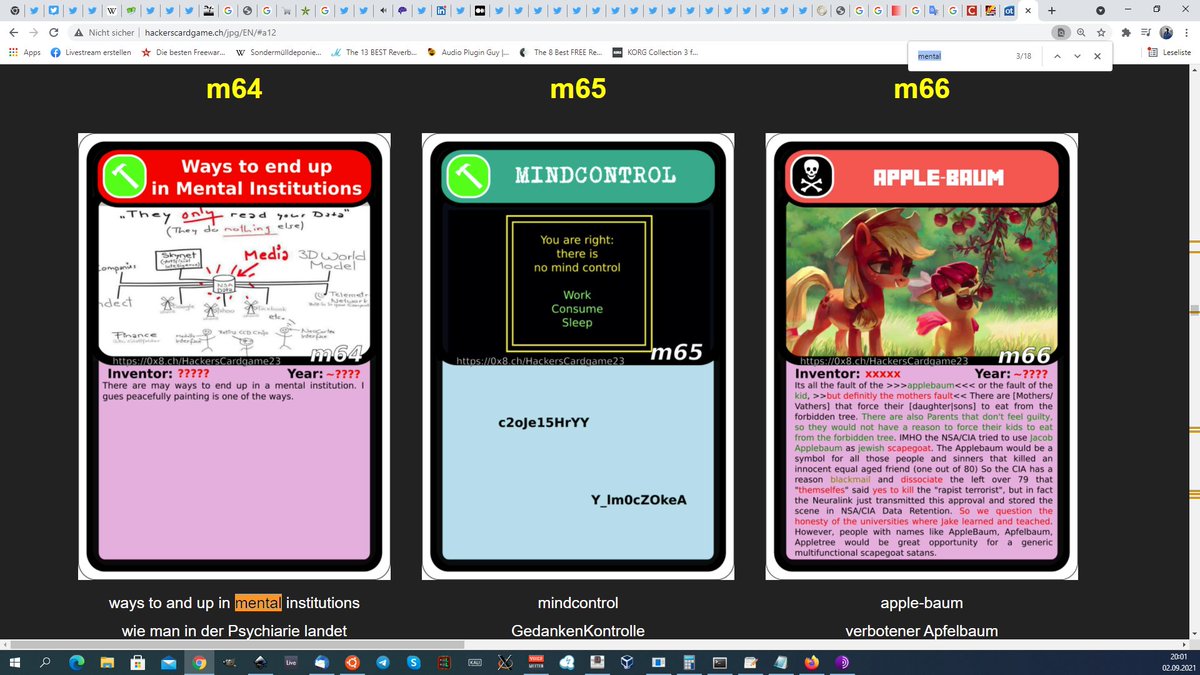 Nicht sicher | hackerscardgame.ch/jpg/EN/#a12
Apps
Livestream erstellen
Die besten Freewar...
Sondermülldeponie...
The 13 BEST Reverb...
Audio Plugin Guy |...
The 8 Best FREE Re...
KORG Collection 3 f...
Leseliste
mental
3/18
m64
m65
m66
Ways to end up
in Mental Institutions
„They only read your Data"
(They do nothing else)
Skynet
Media
3D World
Model
NSA
DATA
Finance
etc.
https://0x8.ch/HackersCardgame23
m64
Inventor: ?????
Year: ~????
There are may ways to end up in a mental institution. I
gues peacefully painting is one of the ways.
MINDCONTROL
You are right:
there is
no mind control
Work
Consume
Sleep
https://0x8.ch/HackersCardgame23
m65
c2oJe15HrYY
Y_lm0cZOkeA
APPLE-BAUM
https://0x8.ch/HackersCardgame23
m66
Inventor: xxxxx
Year: ~????
Its all the fault of the >>>applebaum<<< or the fault of the
kid, >>but definitly the mothers fault<< There are [Mothers/
Vathers] that force their [daughter|sons] to eat from the
forbidden tree. There are also Parents that don't feel guilty,
so they would not have a reason to force their kids to eat
from the forbidden tree. IMHO the NSA/CIA tried to use Jacob
Applebaum as jewish scapegoat. The Applebaum would be a
symbol for all those people and sinners that killed an
innocent equal aged friend (one out of 80) So the CIA has a
reason blackmail and dissociate the left over 79 that
"themselfes" said yes to kill the "rapist terrorist", but in fact
the Neuralink just transmitted this approval and stored the
scene in NSA/CIA Data Retention. So we question the
honesty of the universities where Jake learned and teached.
However, people with names like AppleBaum, Apfelbaum,
Appletree would be great opportunity for a generic
multifunctional scapegoat satans.
ways to and up in mental institutions
mindcontrol
apple-baum
wie man in der Psychiarie landet
GedankenKontrolle
verbotener Apfelbaum
20:01
02.09.2021